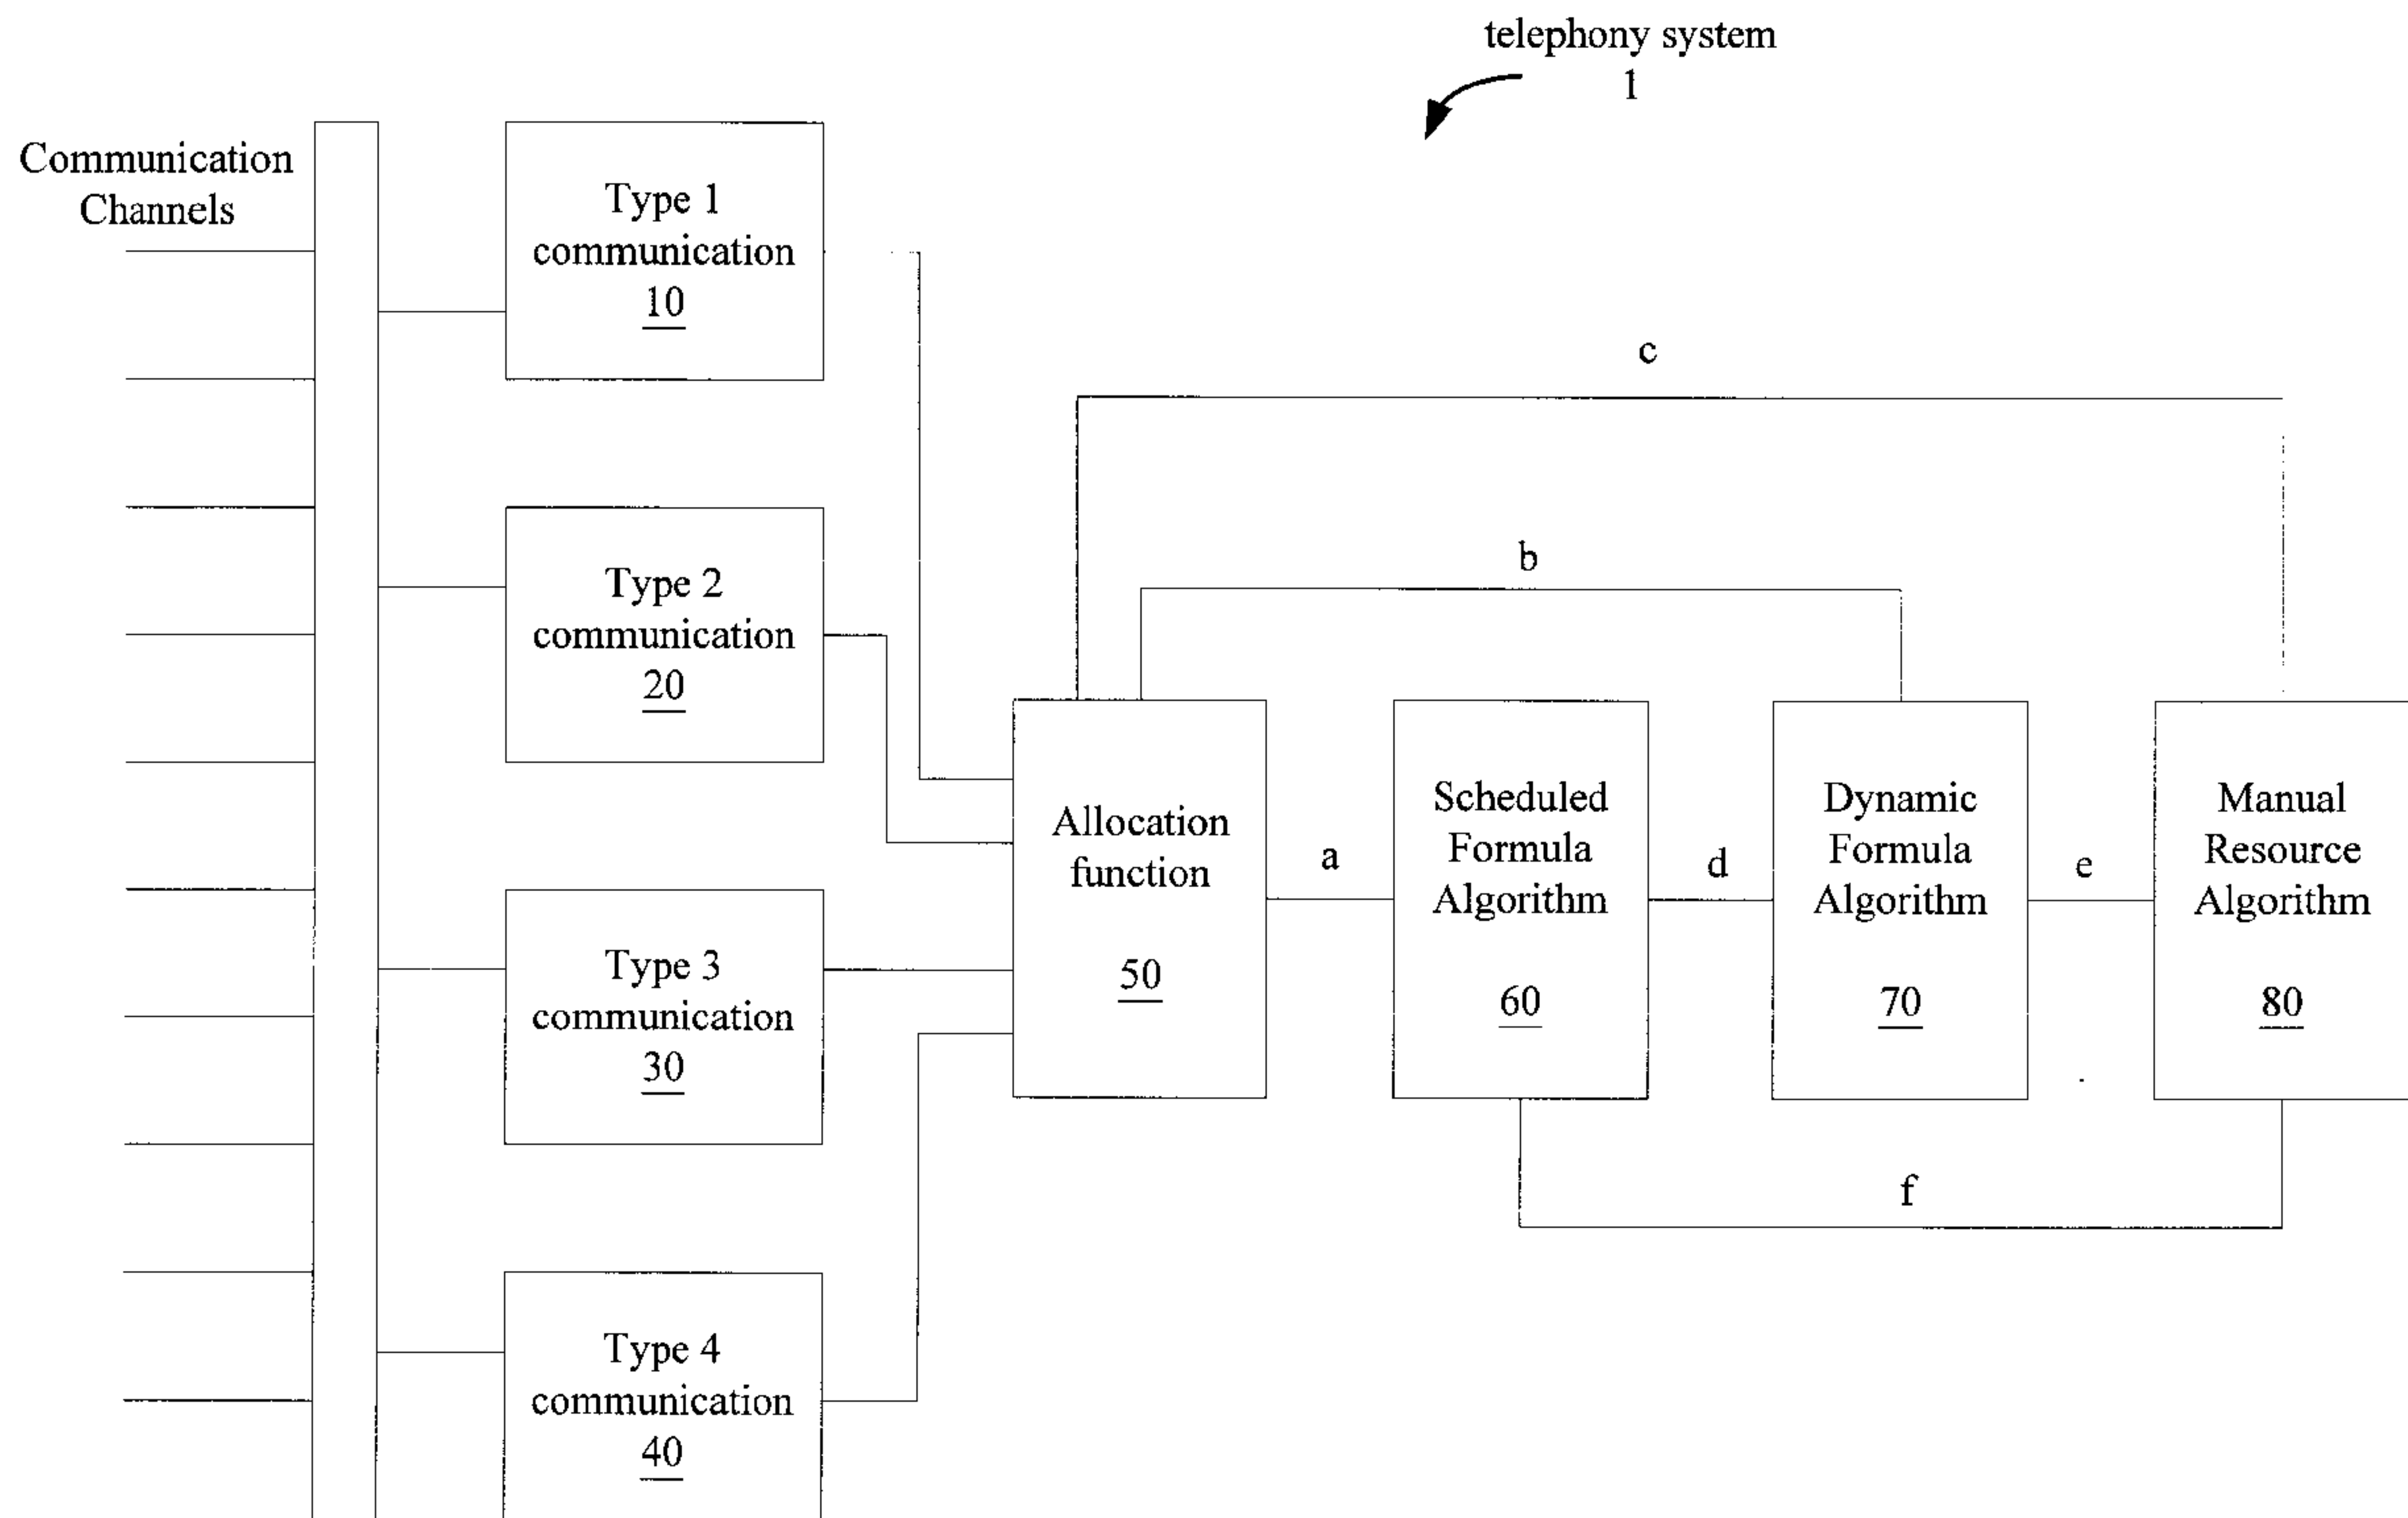 telephony system
1
Communication
Channels
Type 1
communication
10
c
b
Type 2
communication
20
Allocation
function
50
a
Scheduled
Formula
Algorithm
60
d
Dynamic
Formula
Algorithm
70
e
Manual
Resource
Algorithm
80
Type 3
communication
30
f
Type 4
communication
40